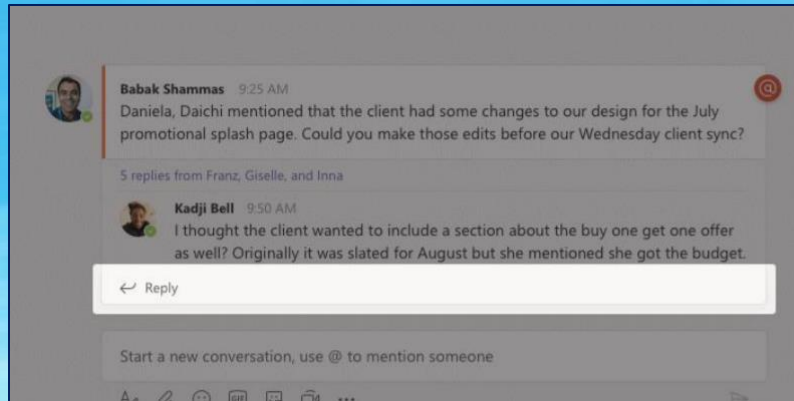 Babak Shammas 9:25 AM
@
Daniela, Daichi mentioned that the client had some changes to our design for the July
promotional splash page. Could you make those edits before our Wednesday client sync?
5 replies from Franz, Giselle, and Inna
Kadji Bell 9:50 AM
I thought the client wanted to include a section about the buy one get one offer
as well? Originally it was slated for August but she mentioned she got the budget.
Reply
Start a new conversation, use @ to mention someone
GIF